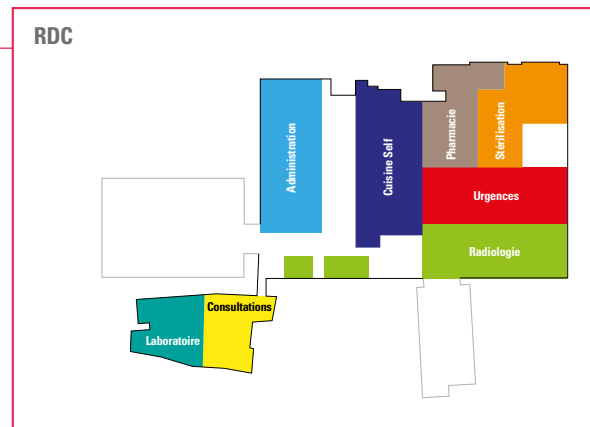 RDC
Administration
Cuisine Self
Pharmacie
Stérilisation
Urgences
Radiologie
Consultations
Laboratoire